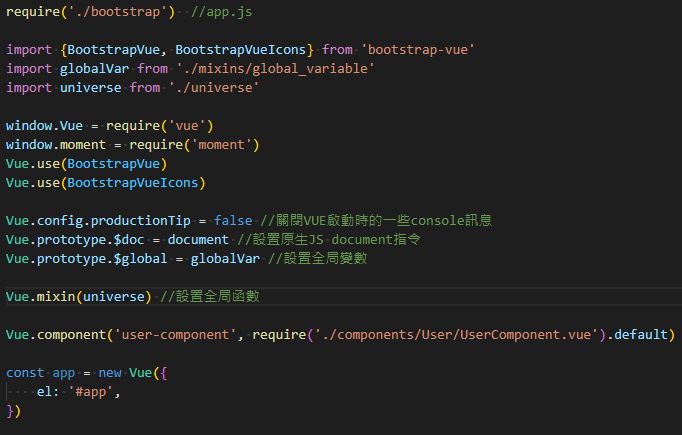 require('./bootstrap')  //app.js
import {BootstrapVue, BootstrapVueIcons} from 'bootstrap-vue'
import globalVar from './mixins/global_variable'
import universe from './universe'
window.Vue = require('vue')
window.moment = require('moment')
Vue.use(BootstrapVue)
Vue.use(BootstrapVueIcons)
Vue.config.productionTip = false //關閉VUE啟動時的一些console訊息
Vue.prototype.$doc = document //設置原生JS document指令
Vue.prototype.$global = globalVar //設置全局變數
Vue.mixin(universe) //設置全局函數
Vue.component('user-component', require('./components/User/UserComponent.vue').default)
const app = new Vue({
    el: '#app',
})